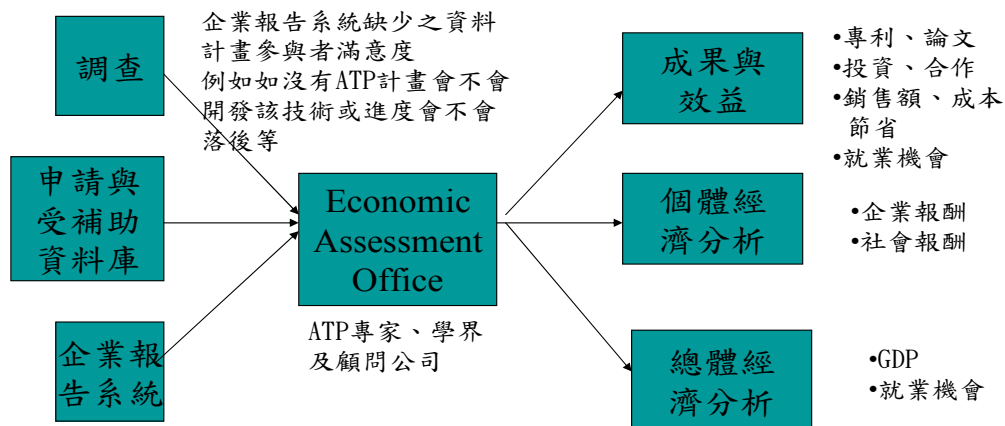 調查
企業報告系統缺少之資料
計畫參與者滿意度
例如如沒有ATP計畫會不會
開發該技術或進度會不會
落後等
申請與
受補助
資料庫
企業報
告系統
Economic
Assessment
Office
ATP專家、學界
及顧問公司
成果與
效益
•專利、論文
•投資、合作
•銷售額、成本
節省
•就業機會
個體經
濟分析
•企業報酬
•社會報酬
總體經
濟分析
•GDP
•就業機會